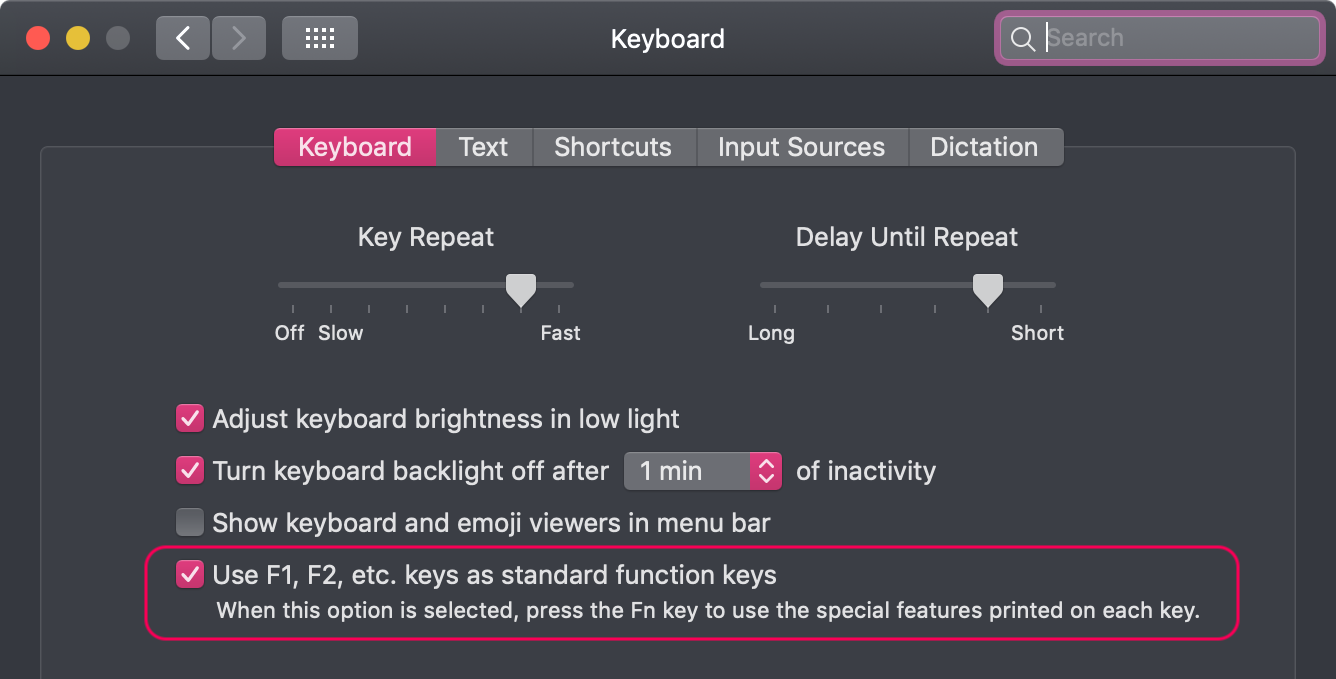 Keyboard
Search
Keyboard Text Shortcuts Input Sources Dictation
Key Repeat Delay Until Repeat
Off Slow Fast Long Short
Adjust keyboard brightness in low light
Turn keyboard backlight off after 1 min of inactivity
Show keyboard and emoji viewers in menu bar
Use F1, F2, etc. keys as standard function keys
When this option is selected, press the Fn key to use the special features printed on each key.